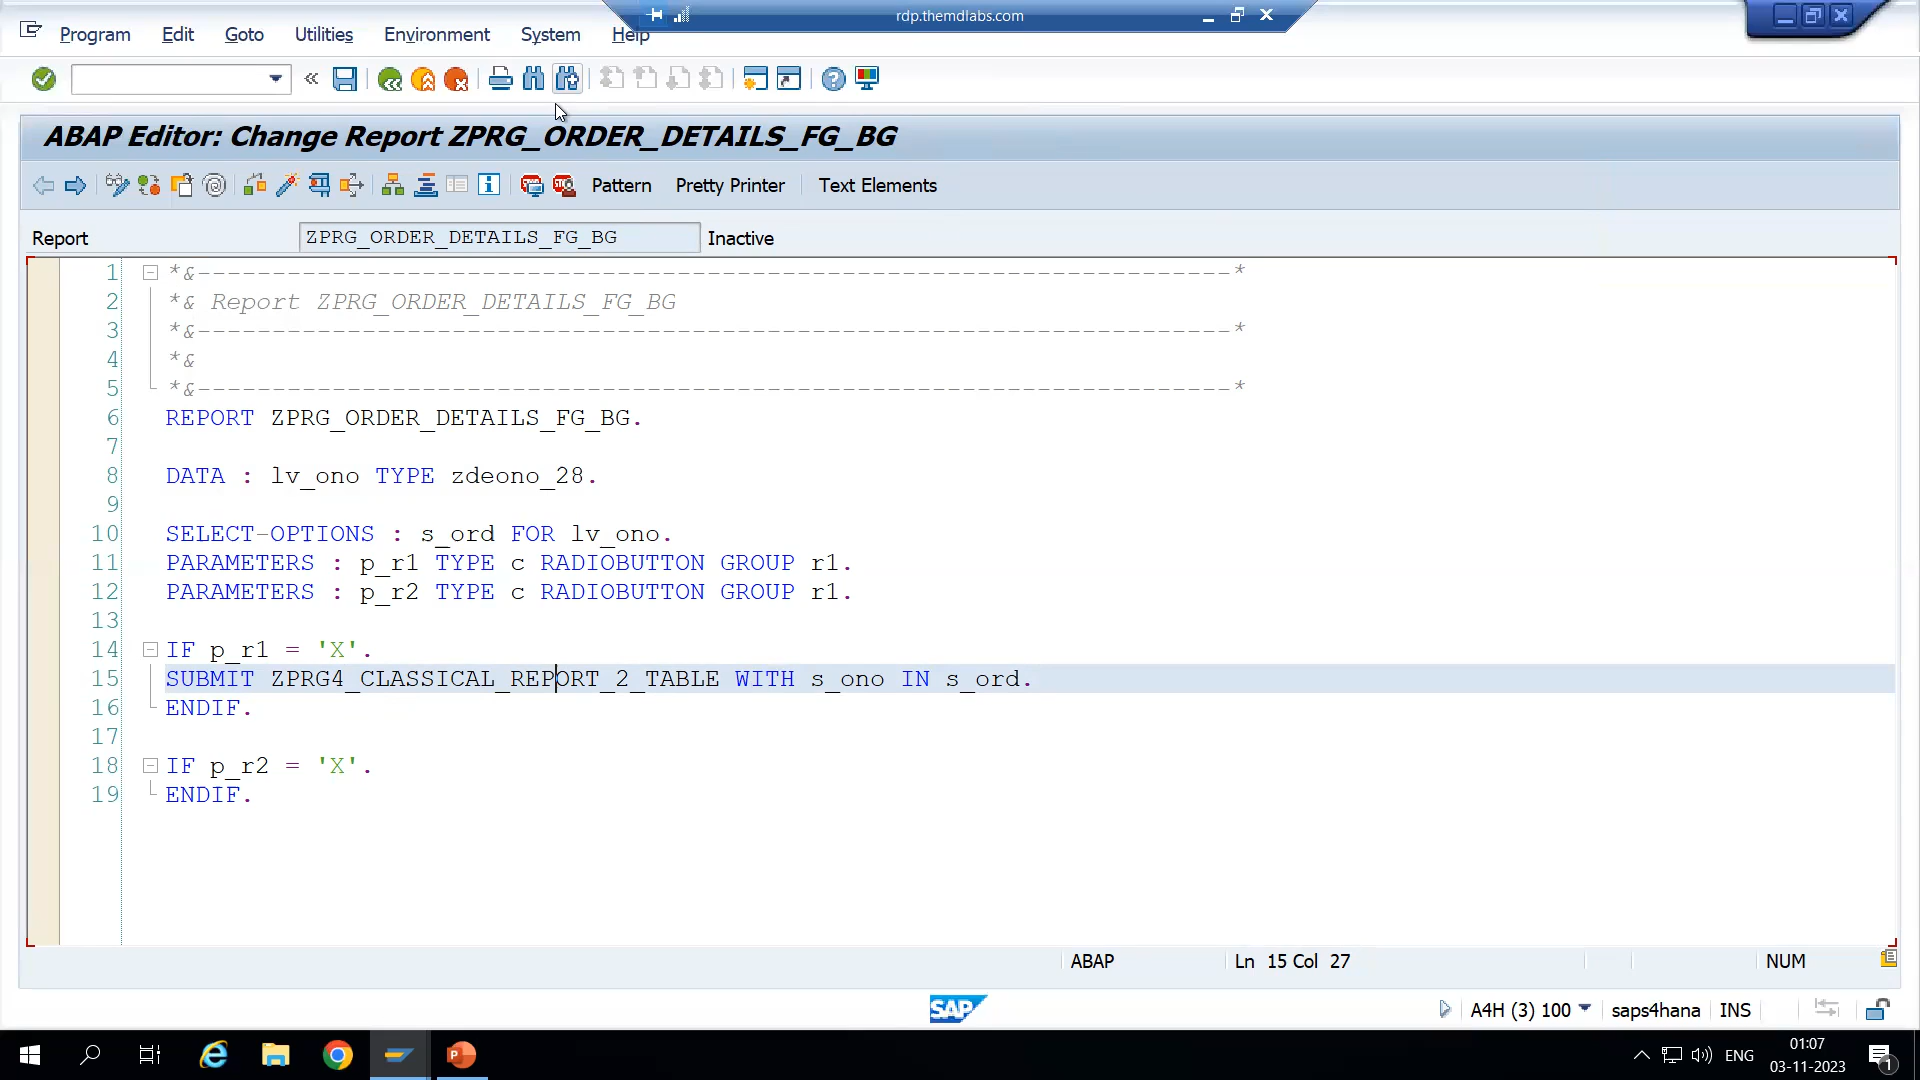 rdp.themdlabs.com
Program Edit Goto Utilities Environment System Help
ABAP Editor: Change Report ZPRG_ORDER_DETAILS_FG_BG
Pattern Pretty Printer Text Elements
Report ZPRG_ORDER_DETAILS_FG_BG Inactive
1 *&---------------------------------------------------------------------*
2 *& Report ZPRG_ORDER_DETAILS_FG_BG
3 *&---------------------------------------------------------------------*
4 *&
5 *&---------------------------------------------------------------------*
6 REPORT ZPRG_ORDER_DETAILS_FG_BG.
7
8 DATA : lv_ono TYPE zdeono_28.
9
10 SELECT-OPTIONS : s_ord FOR lv_ono.
11 PARAMETERS : p_r1 TYPE c RADIOBUTTON GROUP r1.
12 PARAMETERS : p_r2 TYPE c RADIOBUTTON GROUP r1.
13
14 IF p_r1 = 'X'.
15 SUBMIT ZPRG4_CLASSICAL_REPORT_2_TABLE WITH s_ono IN s_ord.
16 ENDIF.
17
18 IF p_r2 = 'X'.
19 ENDIF.
ABAP Ln 15 Col 27 NUM
SAP A4H (3) 100 saps4hana INS
ENG 01:07
03-11-2023 1